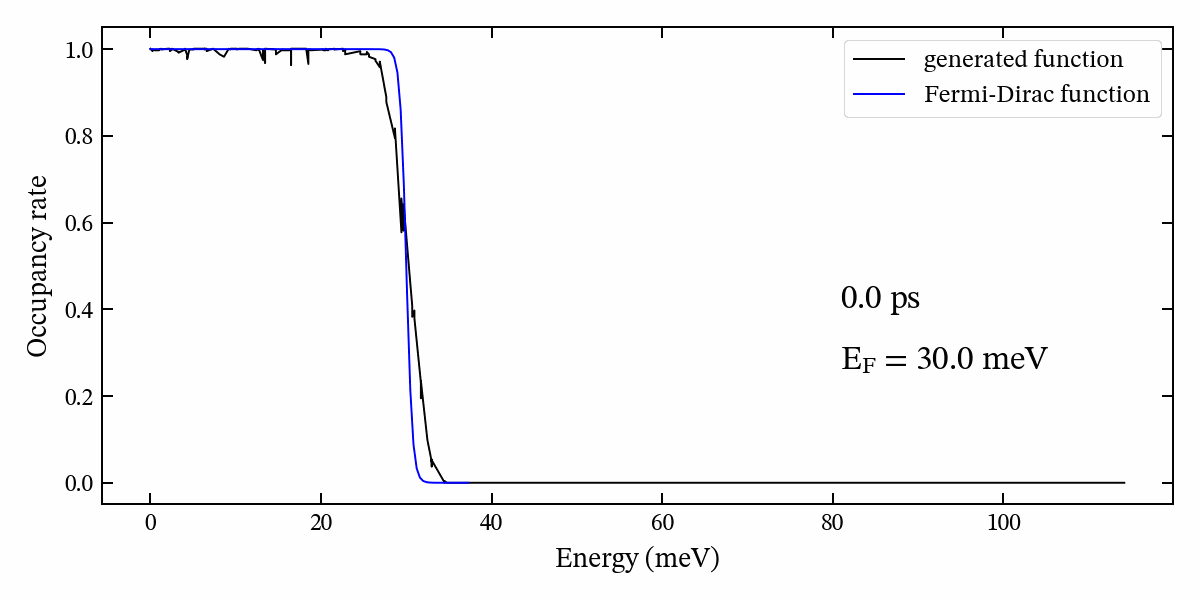 generated function
Fermi-Dirac function
1.0
0.8
0.6
0.4
0.2
0.0
Occupancy rate
0.0 ps
E_F = 30.0 meV
0 20 40 60 80 100
Energy (meV)